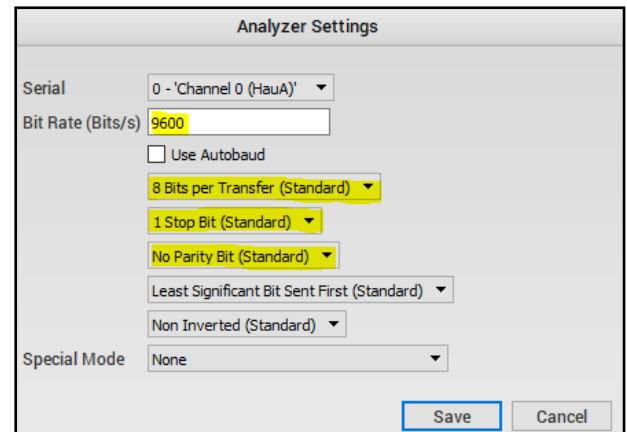 Analyzer Settings
Serial 0 - 'Channel 0 (HauA)'
Bit Rate (Bits/s) 9600
Use Autobaud
8 Bits per Transfer (Standard)
1 Stop Bit (Standard)
No Parity Bit (Standard)
Least Significant Bit Sent First (Standard)
Non Inverted (Standard)
Special Mode None
Save Cancel